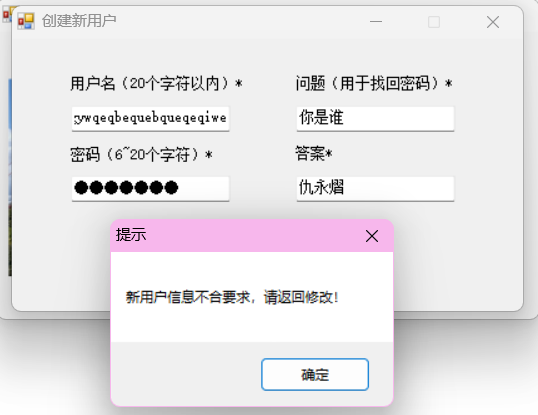 创建新用户
用户名（20个字符以内）*
问题（用于找回密码）*
ywqeqbequebqueqeqiwe
你是谁
密码（6~20个字符）*
答案*
仇永熠
提示
新用户信息不合要求，请返回修改！
确定